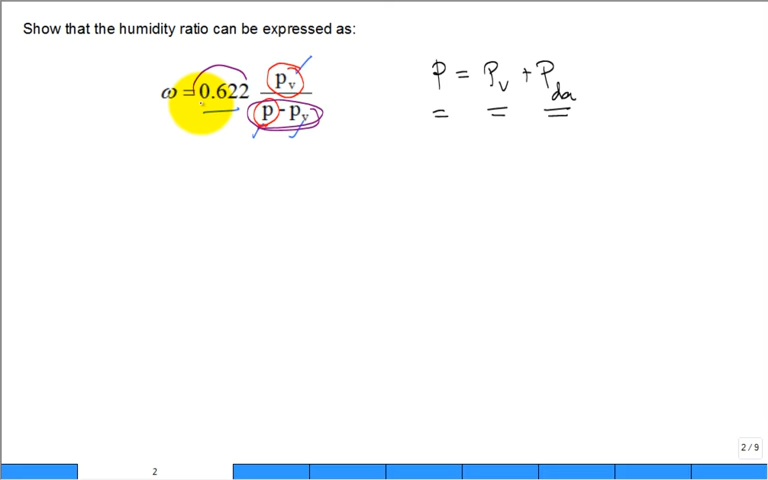 Show that the humidity ratio can be expressed as:
ω = 0.622 p_v / (p - p_v)
P = P_v + P_da
2 / 9
2